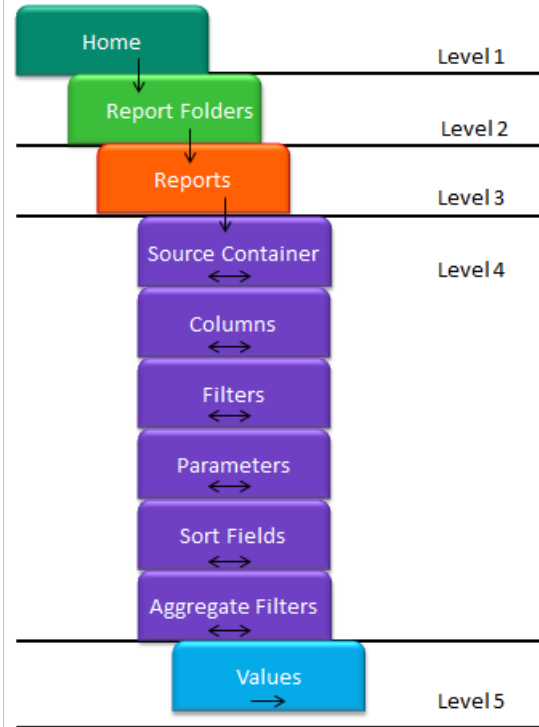 Home
Level 1
Report Folders
Level 2
Reports
Level 3
Source Container
Level 4
Columns
Filters
Parameters
Sort Fields
Aggregate Filters
Values
Level 5